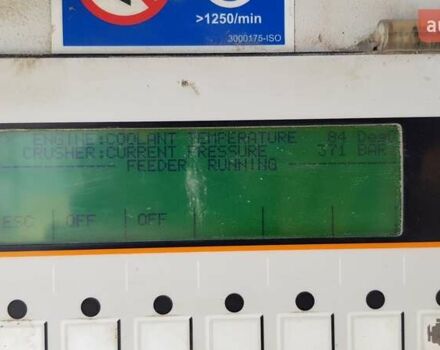 au
>1250/min
3000175-ISO
ENGINE:COOLANT TEMPERATURE 84 DegC
CRUSHER:CURRENT PRESSURE 371 BAR
------------ FEEDER RUNNING ------------
ESC OFF OFF